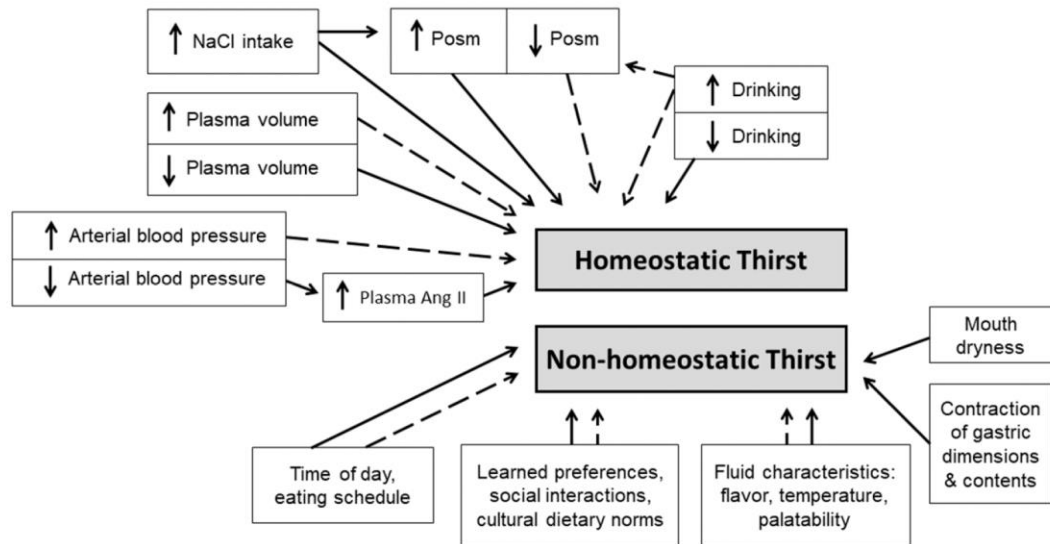 ↑ NaCl intake
↑ Posm
↓ Posm
↑ Drinking
↓ Drinking
↑ Plasma volume
↓ Plasma volume
↑ Arterial blood pressure
↓ Arterial blood pressure
↑ Plasma Ang II
Homeostatic Thirst
Non-homeostatic Thirst
Mouth
dryness
Contraction
of gastric
dimensions
& contents
Time of day,
eating schedule
Learned preferences,
social interactions,
cultural dietary norms
Fluid characteristics:
flavor, temperature,
palatability